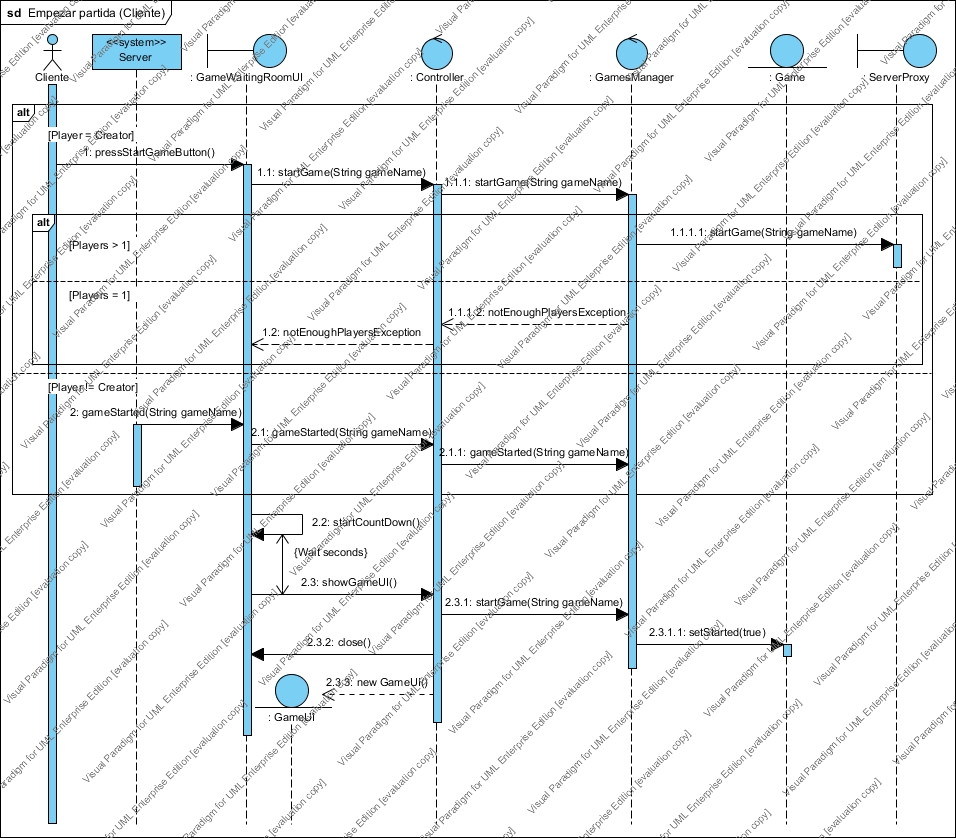 sd Empezar partida (Cliente)
Cliente
<<system>>
Server
: GameWaitingRoomUI
: Controller
: GamesManager
: Game
ServerProxy
alt
[Player = Creator]
1: pressStartGameButton()
1.1: startGame(String gameName)
1.1.1: startGame(String gameName)
alt
[Players > 1]
1.1.1.1: startGame(String gameName)
[Players = 1]
1.1.1.2: notEnoughPlayersException
1.2: notEnoughPlayersException
[Player != Creator]
2: gameStarted(String gameName)
2.1: gameStarted(String gameName)
2.1.1: gameStarted(String gameName)
2.2: startCountDown()
{Wait seconds}
2.3: showGameUI()
2.3.1: startGame(String gameName)
2.3.1.1: setStarted(true)
2.3.2: close()
2.3.3: new GameUI()
: GameUI
Visual Paradigm for UML Enterprise Edition [evaluation copy]